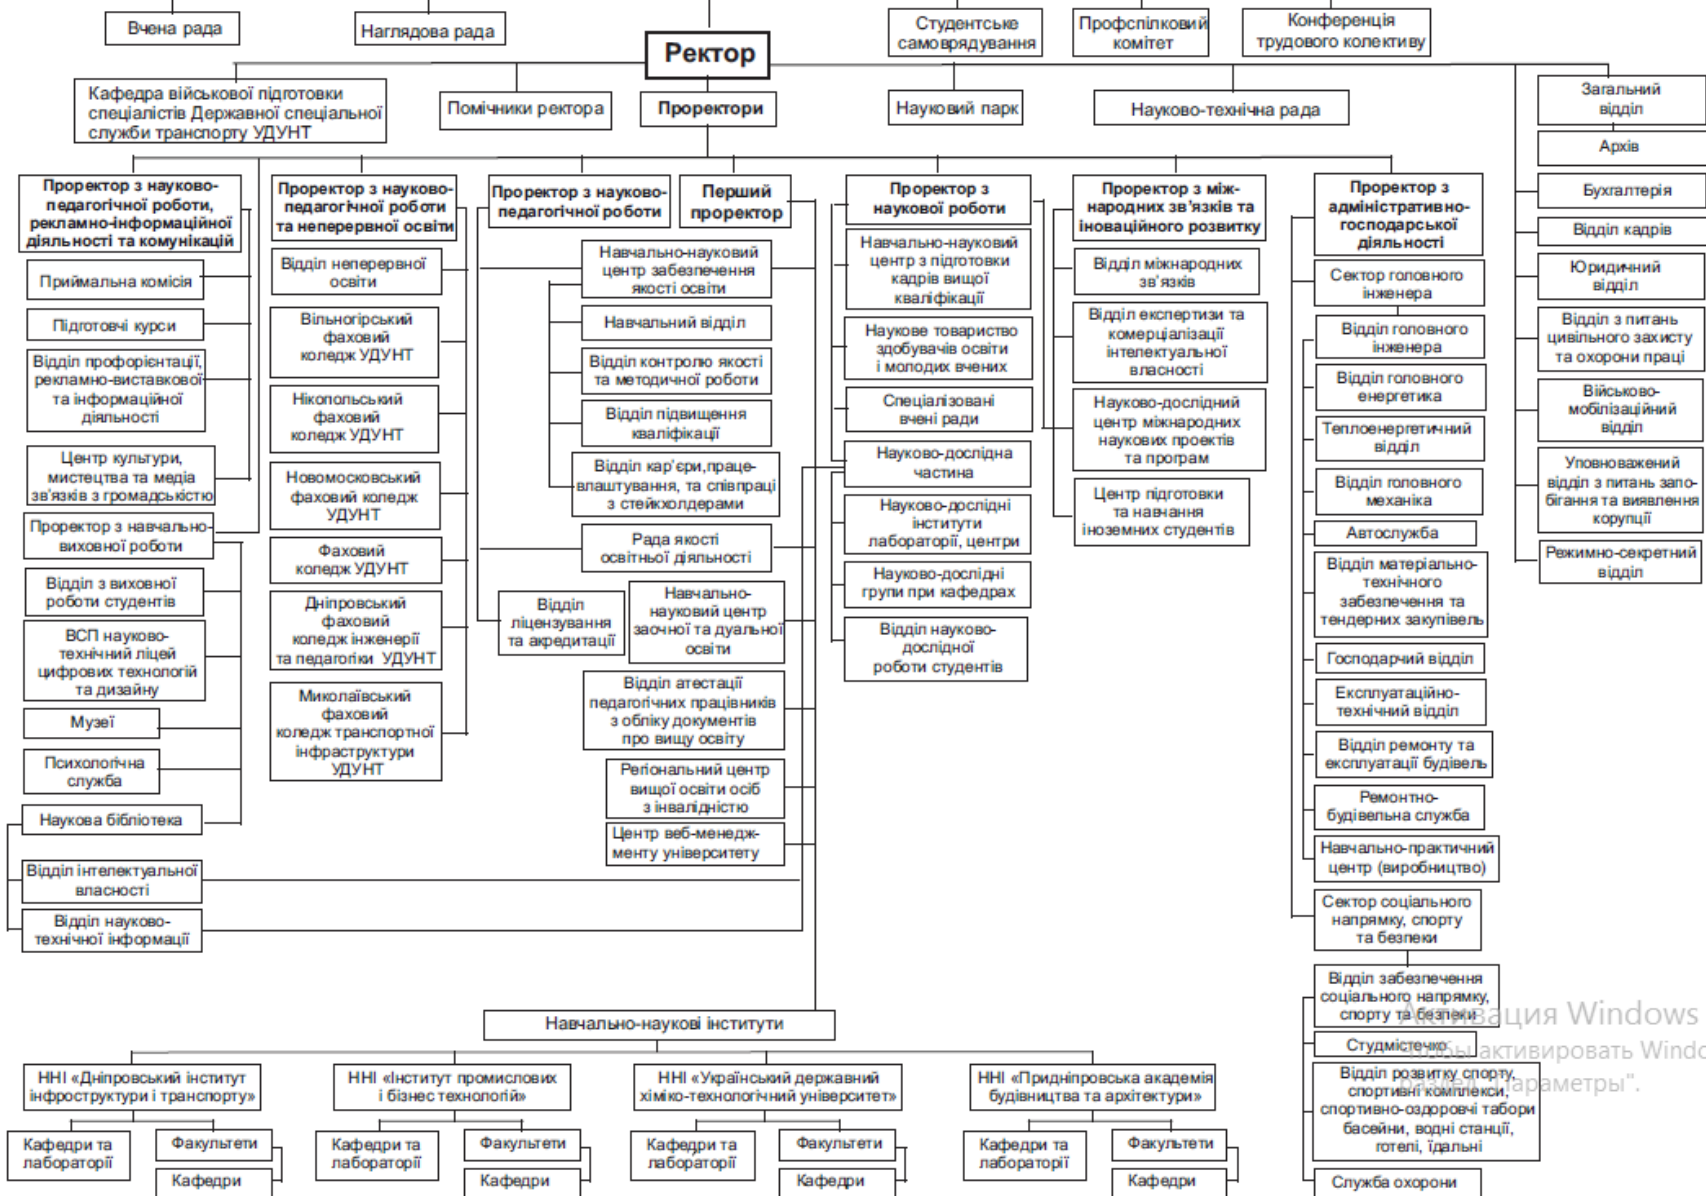 Вчена рада
Наглядова рада
Студентське
самоврядування
Профспілковий
комітет
Конференція
трудового колективу
Ректор
Кафедра військової підготовки
спеціалістів Державної спеціальної
служби транспорту УДУНТ
Помічники ректора
Проректори
Науковий парк
Науково-технічна рада
Загальний
відділ
Архів
Бухгалтерія
Відділ кадрів
Юридичний
відділ
Відділ з питань
цивільного захисту
та охорони праці
Військово-
мобілізаційний
відділ
Уповноважений
відділ з питань запо-
бігання та виявлення
корупції
Режимно-секретний
відділ
Проректор з науково-
педагогічної роботи,
рекламно-інформаційної
діяльності та комунікацій
Приймальна комісія
Підготовчі курси
Відділ профорієнтації,
рекламно-виставкової
та інформаційної
діяльності
Центр культури,
мистецтва та медіа
зв'язків з громадськістю
Проректор з навчально-
виховної роботи
Відділ з виховної
роботи студентів
ВСП науково-
технічний ліцей
цифрових технологій
та дизайну
Музеї
Психологічна
служба
Наукова бібліотека
Відділ інтелектуальної
власності
Відділ науково-
технічної інформації
Проректор з науково-
педагогічної роботи
та неперервної освіти
Відділ неперервної
освіти
Вільногірський
фаховий
коледж УДУНТ
Нікопольський
фаховий
коледж УДУНТ
Новомосковський
фаховий коледж
УДУНТ
Фаховий
коледж УДУНТ
Дніпровський
фаховий
коледж інженерії
та педагогіки УДУНТ
Миколаївський
фаховий
коледж транспортної
інфраструктури
УДУНТ
Проректор з науково-
педагогічної роботи
Перший
проректор
Навчально-науковий
центр забезпечення
якості освіти
Навчальний відділ
Відділ контролю якості
та методичної роботи
Відділ підвищення
кваліфікації
Відділ кар'єри,праце-
влаштування, та співпраці
з стейкхолдерами
Рада якості
освітньої діяльності
Відділ
ліцензування
та акредитації
Навчально-
науковий центр
заочної та дуальної
освіти
Відділ атестації
педагогічних працівників
з обліку документів
про вищу освіту
Регіональний центр
вищої освіти осіб
з інвалідністю
Центр веб-менедж-
менту університету
Проректор з
наукової роботи
Навчально-науковий
центр з підготовки
кадрів вищої
кваліфікації
Наукове товариство
здобувачів освіти
і молодих вчених
Спеціалізовані
вчені ради
Науково-дослідна
частина
Науково-дослідні
інститути
лабораторії, центри
Науково-дослідні
групи при кафедрах
Відділ науково-
дослідної
роботи студентів
Проректор з між-
народних зв'язків та
іноваційного розвитку
Відділ міжнародних
зв'язків
Відділ експертизи та
комерціалізації
інтелектуальної
власності
Науково-дослідний
центр міжнародних
наукових проектів
та програм
Центр підготовки
та навчання
іноземних студентів
Проректор з
адміністративно-
господарської
діяльності
Сектор головного
інженера
Відділ головного
інженера
Відділ головного
енергетика
Теплоенергетичний
відділ
Відділ головного
механіка
Автослужба
Відділ матеріально-
технічного
забезпечення та
тендерних закупівель
Господарчий відділ
Експлуатаційно-
технічний відділ
Відділ ремонту та
експлуатації будівель
Ремонтно-
будівельна служба
Навчально-практичний
центр (виробництво)
Сектор соціального
напрямку, спорту
та безпеки
Відділ забезпечення
соціального напрямку,
спорту та безпеки
Студмістечко
Відділ розвитку спорту,
спортивні комплекси,
спортивно-оздоровчі табори
басейни, водні станції,
готелі, їдальні
Служба охорони
Активация Windows
Чтобы активировать Windo
раздел "Параметры".
Навчально-наукові інститути
ННІ «Дніпровський інститут
інфроструктури і транспорту»
ННІ «Інститут промислових
і бізнес технологій»
ННІ «Український державний
хіміко-технологічний університет»
ННІ «Придніпровська академія
будівництва та архітектури»
Кафедри та
лабораторії
Факультети
Кафедри
Кафедри та
лабораторії
Факультети
Кафедри
Кафедри та
лабораторії
Факультети
Кафедри
Кафедри та
лабораторії
Факультети
Кафедри